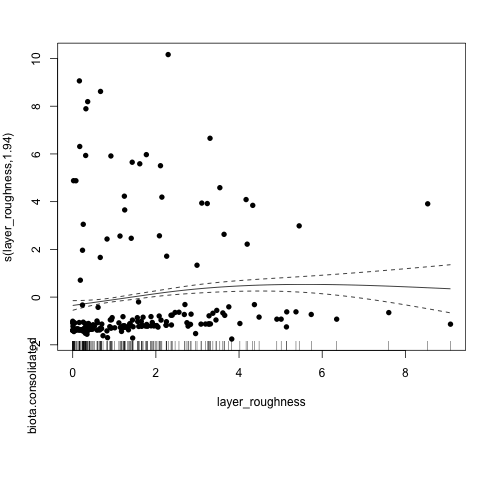 s(layer_roughness,1.94)
10
8
6
4
2
0
-2
0 2 4 6 8
layer_roughness
biota.consolidated